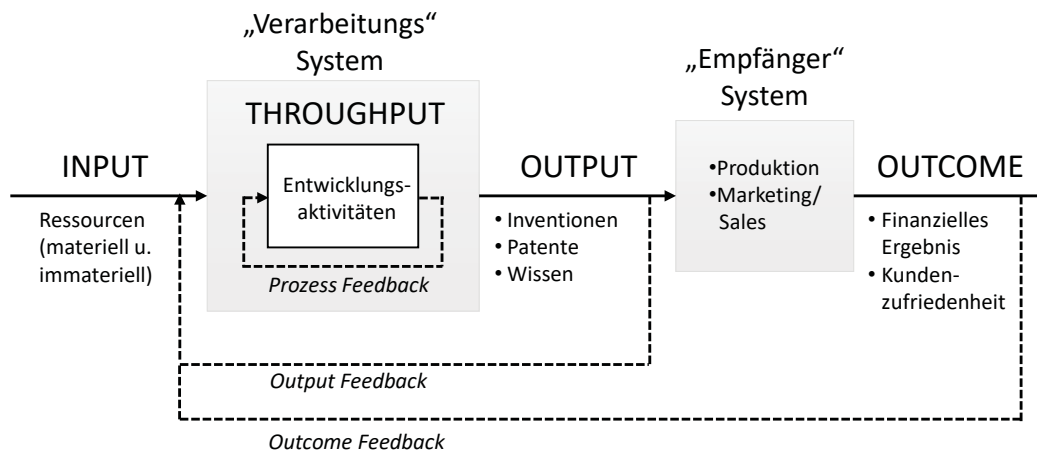 „Verarbeitungs“
System
THROUGHPUT
Entwicklungs-
aktivitäten
Prozess Feedback
„Empfänger“
System
•Produktion
•Marketing/
Sales
INPUT
Ressourcen
(materiell u.
immateriell)
OUTPUT
• Inventionen
• Patente
• Wissen
OUTCOME
• Finanzielles
Ergebnis
• Kunden-
zufriedenheit
Output Feedback
Outcome Feedback